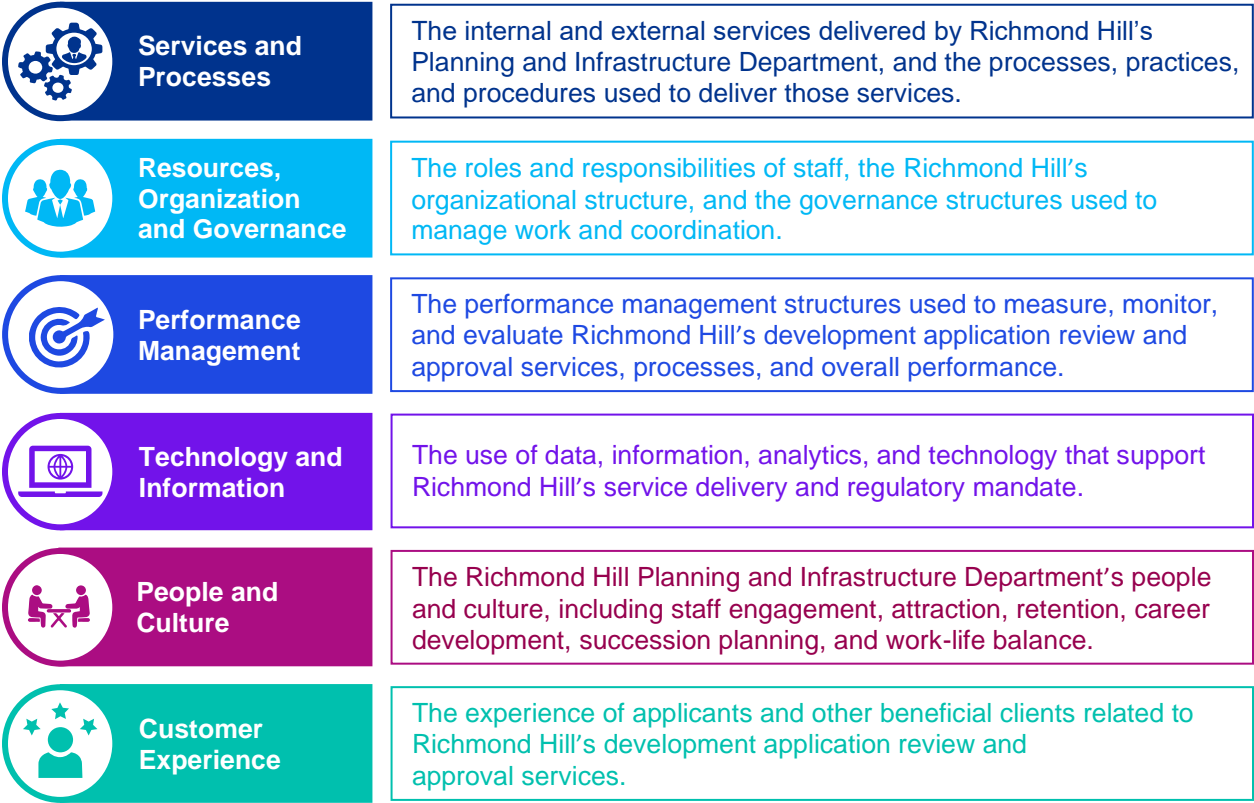 Services and
Processes
The internal and external services delivered by Richmond Hill's
Planning and Infrastructure Department, and the processes, practices,
and procedures used to deliver those services.
Resources,
Organization
and Governance
The roles and responsibilities of staff, the Richmond Hill's
organizational structure, and the governance structures used to
manage work and coordination.
Performance
Management
The performance management structures used to measure, monitor,
and evaluate Richmond Hill's development application review and
approval services, processes, and overall performance.
Technology and
Information
The use of data, information, analytics, and technology that support
Richmond Hill's service delivery and regulatory mandate.
People and
Culture
The Richmond Hill Planning and Infrastructure Department's people
and culture, including staff engagement, attraction, retention, career
development, succession planning, and work-life balance.
Customer
Experience
The experience of applicants and other beneficial clients related to
Richmond Hill's development application review and
approval services.